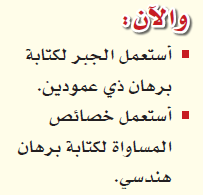 والآن:
أستعمل الجبر لكتابة
برهان ذي عمودين.
أستعمل خصائص
المساواة لكتابة برهان
هندسي.